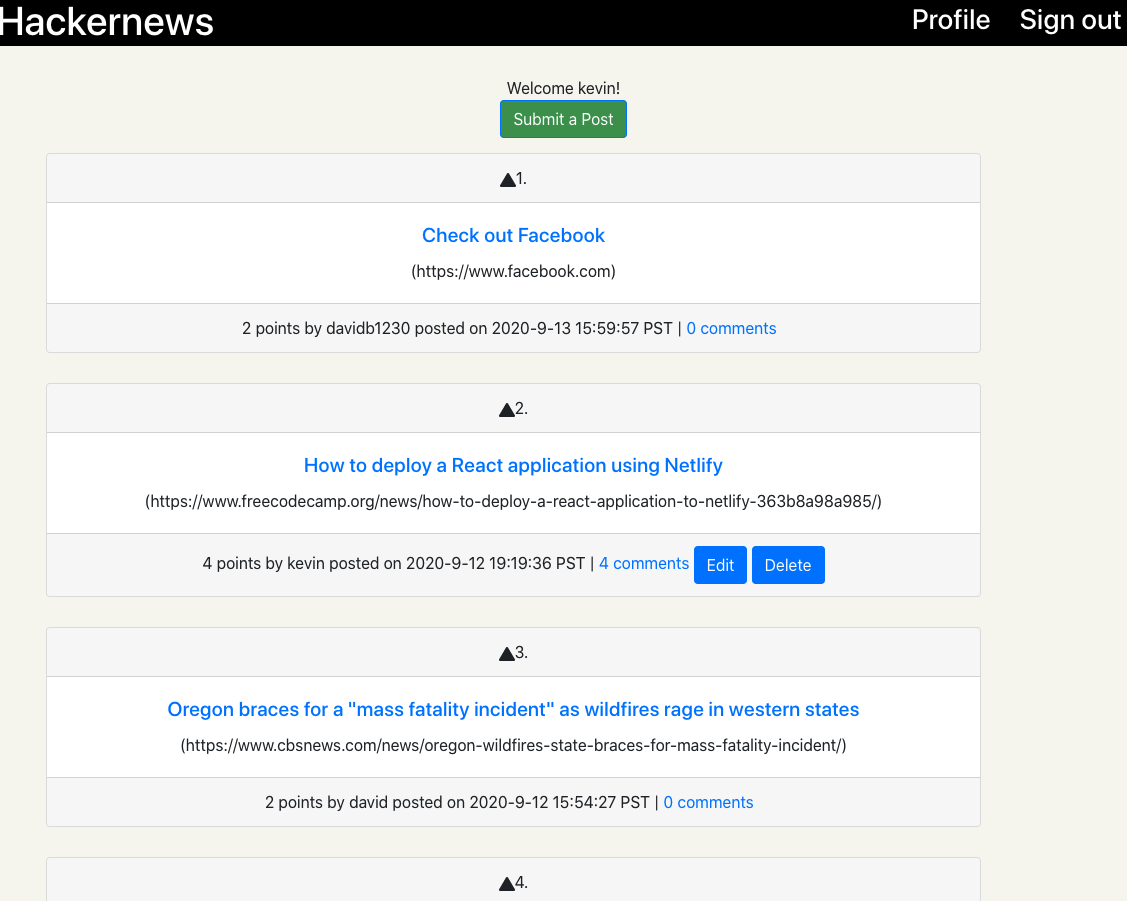 Hackernews Profile Sign out
Welcome kevin!
Submit a Post
1.
Check out Facebook
(https://www.facebook.com)
2 points by davidb1230 posted on 2020-9-13 15:59:57 PST | 0 comments
2.
How to deploy a React application using Netlify
(https://www.freecodecamp.org/news/how-to-deploy-a-react-application-to-netlify-363b8a98a985/)
4 points by kevin posted on 2020-9-12 19:19:36 PST | 4 comments Edit Delete
3.
Oregon braces for a "mass fatality incident" as wildfires rage in western states
(https://www.cbsnews.com/news/oregon-wildfires-state-braces-for-mass-fatality-incident/)
2 points by david posted on 2020-9-12 15:54:27 PST | 0 comments
4.